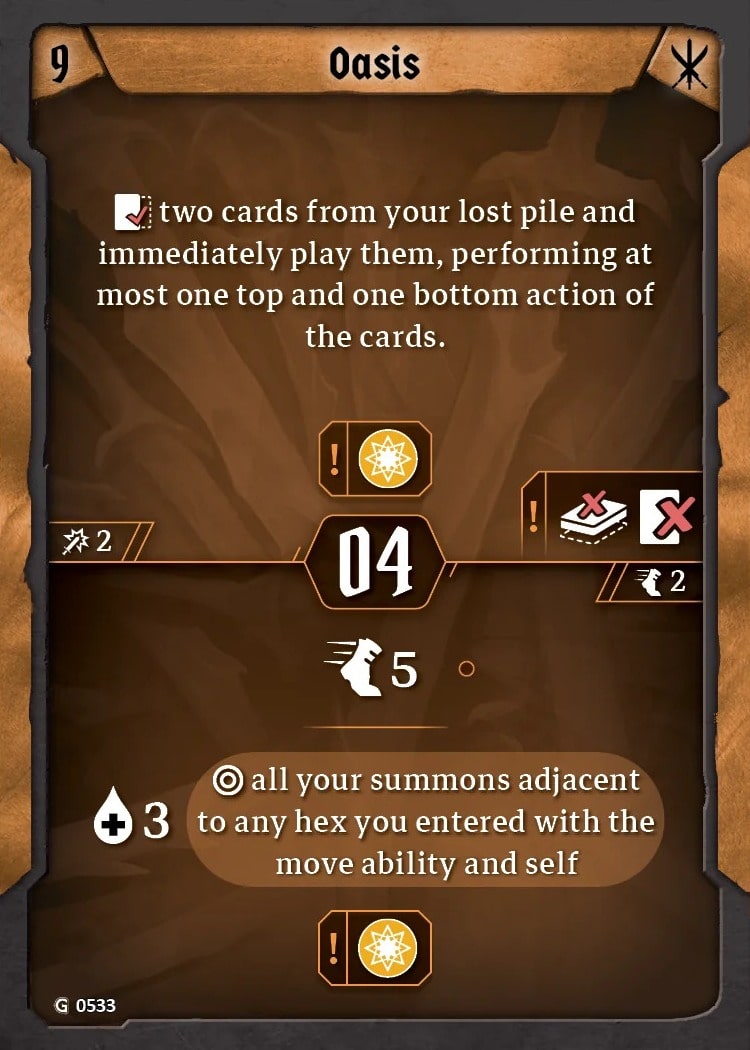 9
Oasis
two cards from your lost pile and
immediately play them, performing at
most one top and one bottom action of
the cards.
!
!
2
04
2
5
all your summons adjacent
3 to any hex you entered with the
move ability and self
!
G 0533